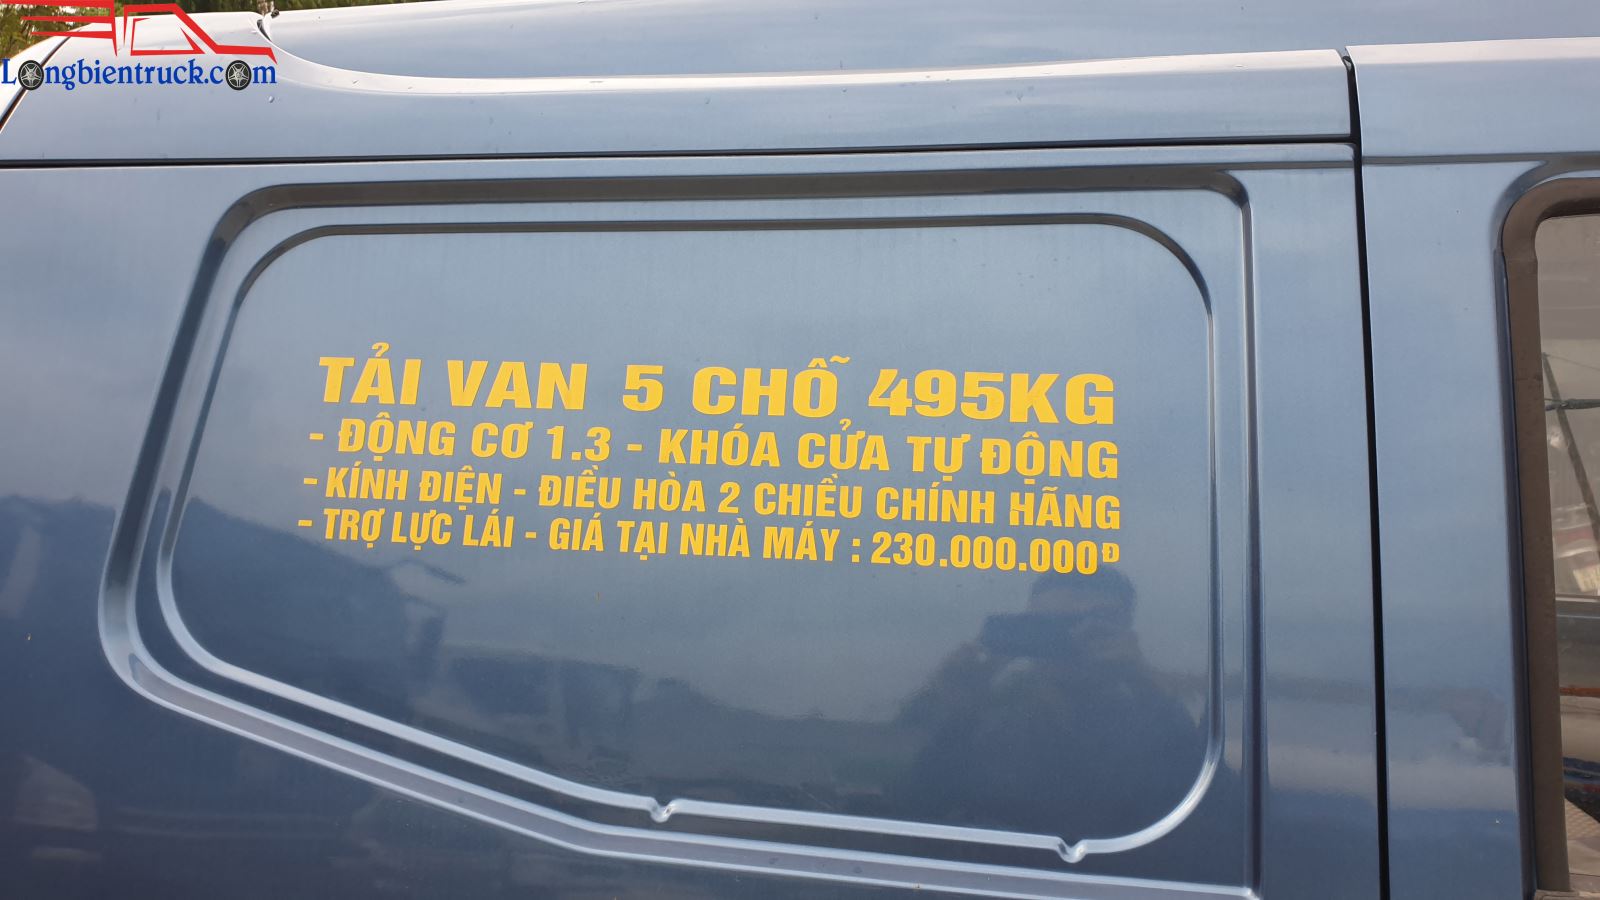 Longbientruck.com
TẢI VAN 5 CHỖ 495KG
- ĐỘNG CƠ 1.3 - KHÓA CỬA TỰ ĐỘNG
- KÍNH ĐIỆN - ĐIỀU HÒA 2 CHIỀU CHÍNH HÃNG
- TRỢ LỰC LÁI - GIÁ TẠI NHÀ MÁY : 230.000.000Đ